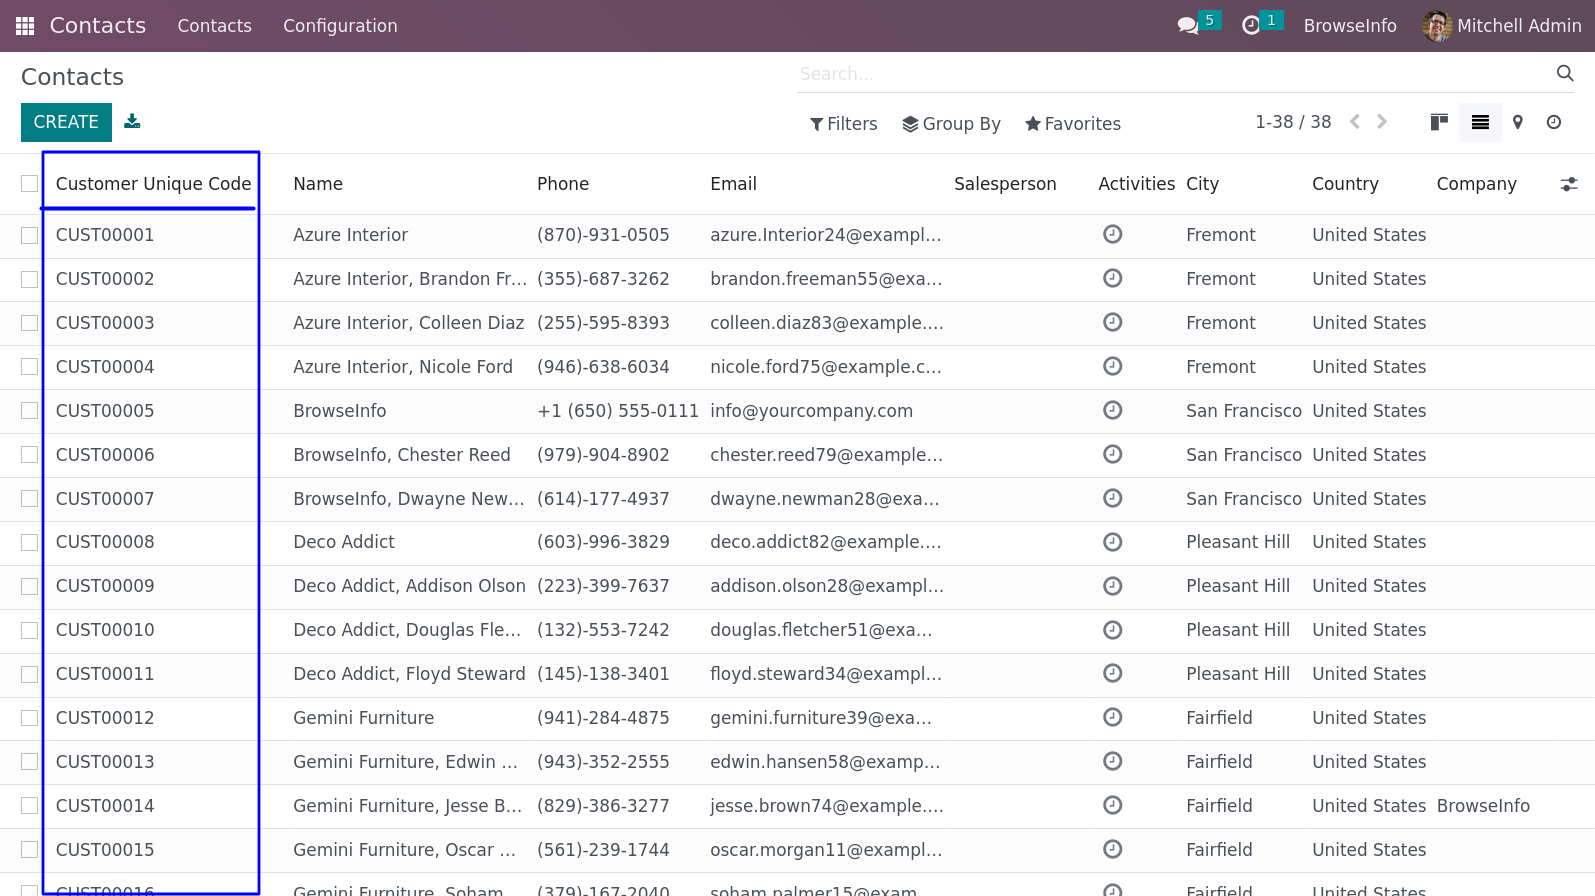 Contacts Contacts Configuration 5 1 BrowseInfo Mitchell Admin
Contacts Search...
CREATE Filters Group By Favorites 1-38 / 38
Customer Unique Code Name Phone Email Salesperson Activities City Country Company
CUST00001 Azure Interior (870)-931-0505 azure.Interior24@exampl... Fremont United States
CUST00002 Azure Interior, Brandon Fr... (355)-687-3262 brandon.freeman55@exa... Fremont United States
CUST00003 Azure Interior, Colleen Diaz (255)-595-8393 colleen.diaz83@example.... Fremont United States
CUST00004 Azure Interior, Nicole Ford (946)-638-6034 nicole.ford75@example.c... Fremont United States
CUST00005 BrowseInfo +1 (650) 555-0111 info@yourcompany.com San Francisco United States
CUST00006 BrowseInfo, Chester Reed (979)-904-8902 chester.reed79@example... San Francisco United States
CUST00007 BrowseInfo, Dwayne New... (614)-177-4937 dwayne.newman28@exa... San Francisco United States
CUST00008 Deco Addict (603)-996-3829 deco.addict82@example.... Pleasant Hill United States
CUST00009 Deco Addict, Addison Olson (223)-399-7637 addison.olson28@exampl... Pleasant Hill United States
CUST00010 Deco Addict, Douglas Fle... (132)-553-7242 douglas.fletcher51@exa... Pleasant Hill United States
CUST00011 Deco Addict, Floyd Steward (145)-138-3401 floyd.steward34@exampl... Pleasant Hill United States
CUST00012 Gemini Furniture (941)-284-4875 gemini.furniture39@exa... Fairfield United States
CUST00013 Gemini Furniture, Edwin ... (943)-352-2555 edwin.hansen58@examp... Fairfield United States
CUST00014 Gemini Furniture, Jesse B... (829)-386-3277 jesse.brown74@example.... Fairfield United States BrowseInfo
CUST00015 Gemini Furniture, Oscar ... (561)-239-1744 oscar.morgan11@exampl... Fairfield United States
CUST00016 Gemini Furniture, Soham ... (379)-167-2040 soham.palmer15@exam... Fairfield United States